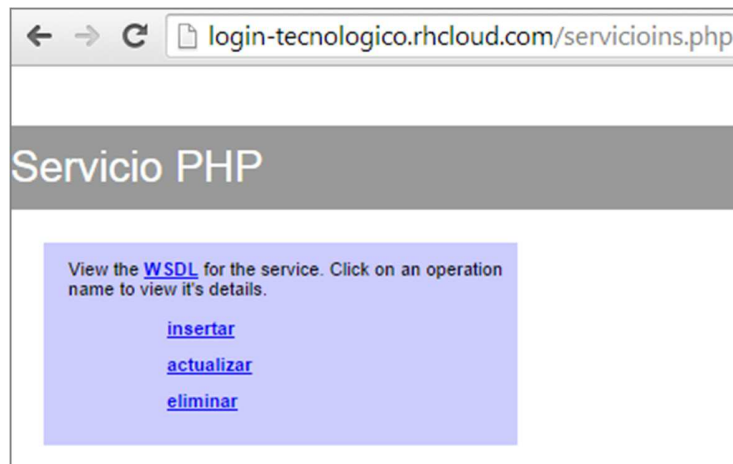 login-tecnologico.rhcloud.com/servicioins.php
Servicio PHP
View the WSDL for the service. Click on an operation
name to view it's details.
insertar
actualizar
eliminar